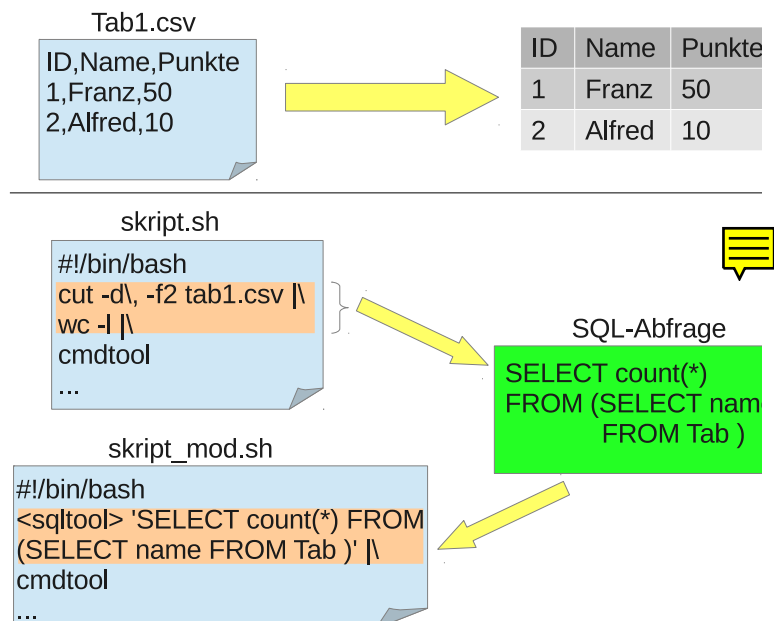 Tab1.csv
ID,Name,Punkte
1,Franz,50
2,Alfred,10
ID Name Punkte
1 Franz 50
2 Alfred 10
skript.sh
#!/bin/bash
cut -d\, -f2 tab1.csv |\
wc -l |\
cmdtool
...
SQL-Abfrage
SELECT count(*)
FROM (SELECT nam
FROM Tab )
skript_mod.sh
#!/bin/bash
<sqltool> 'SELECT count(*) FROM
(SELECT name FROM Tab )' |\
cmdtool
...